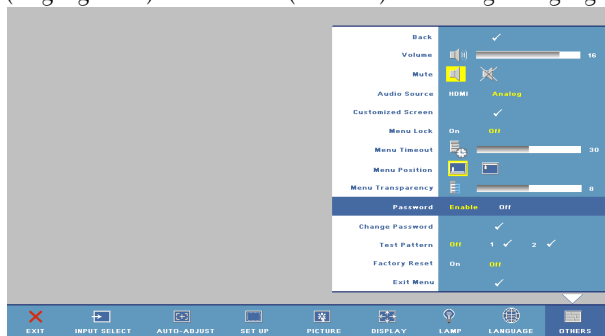 Back
Volume 16
Mute
Audio Source HDMI Analog
Customized Screen
Menu Lock On Off
Menu Timeout 30
Menu Position
Menu Transparency 8
Password Enable Off
Change Password
Test Pattern Off 1 2
Factory Reset On Off
Exit Menu
EXIT INPUT SELECT AUTO-ADJUST SET UP PICTURE DISPLAY LAMP LANGUAGE OTHERS